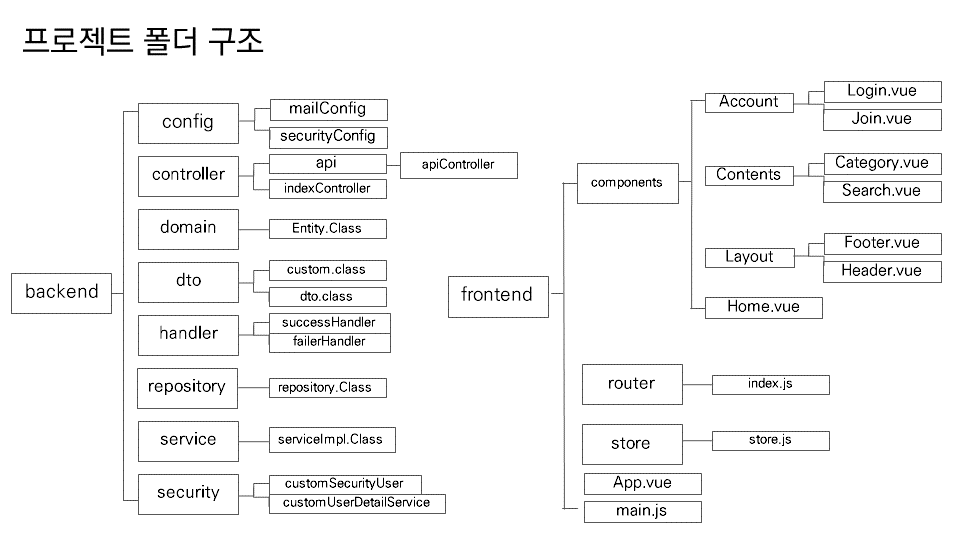 프로젝트 폴더 구조
backend
config
mailConfig
securityConfig
controller
api
apiController
indexController
domain
Entity.Class
dto
custom.class
dto.class
handler
successHandler
failerHandler
repository
repository.Class
service
serviceImpl.Class
security
customSecurityUser
customUserDetailService
frontend
components
Account
Login.vue
Join.vue
Contents
Category.vue
Search.vue
Layout
Footer.vue
Header.vue
Home.vue
router
index.js
store
store.js
App.vue
main.js